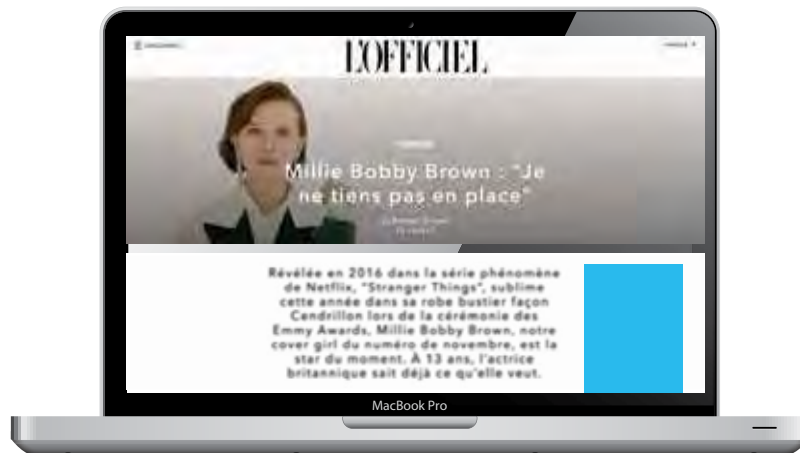 L'OFFICIEL
Millie Bobby Brown : "Je
ne tiens pas en place"
Révélée en 2016 dans la série phénomène
de Netflix, "Stranger Things", sublime
cette année dans sa robe bustier façon
Cendrillon lors de la cérémonie des
Emmy Awards, Millie Bobby Brown, notre
cover girl du numéro de novembre, est la
star du moment. À 13 ans, l'actrice
britannique sait déjà ce qu'elle veut.
MacBook Pro